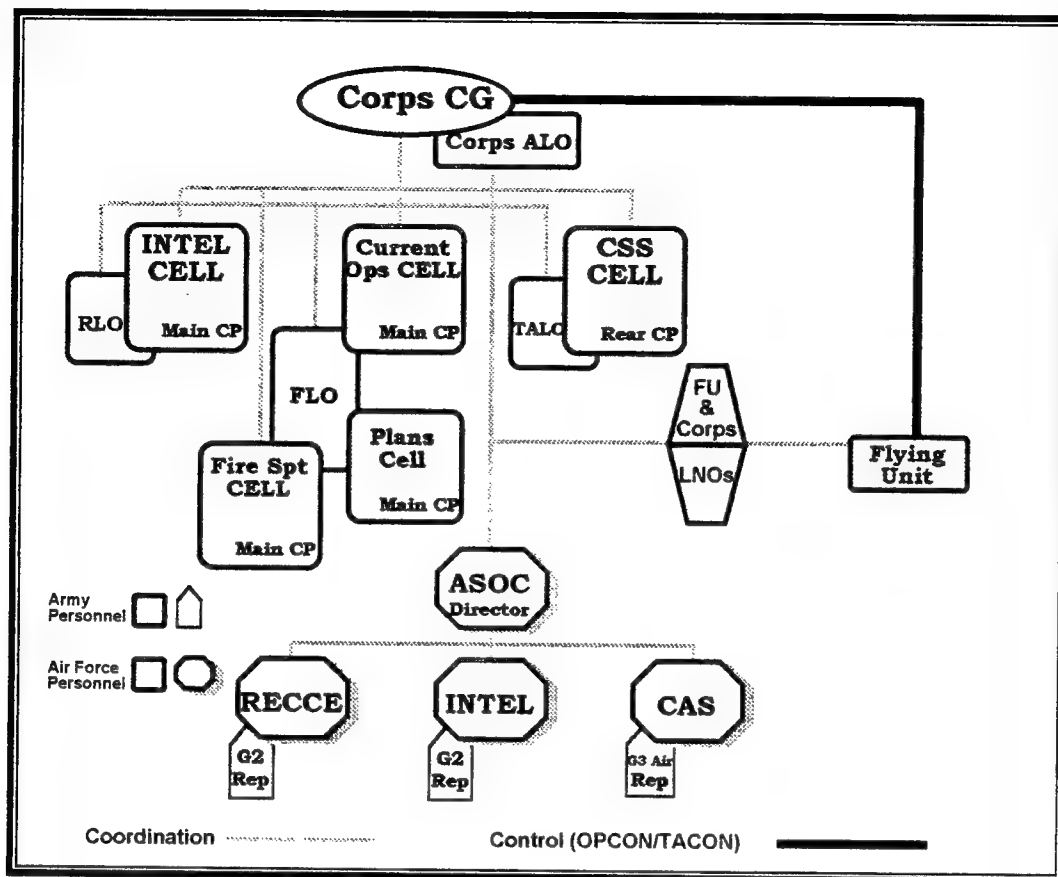 Corps CG
Corps ALO
INTEL
CELL
Main CP
RLO
Current
Ops CELL
Main CP
CSS
CELL
Rear CP
TALO
FLO
Plans
Cell
Main CP
Fire Spt
CELL
Main CP
FU
&
Corps
LNOs
Flying
Unit
ASOC
Director
Army
Personnel
Air Force
Personnel
RECCE
INTEL
CAS
G2
Rep
G2
Rep
G3 Air
Rep
Coordination
Control (OPCON/TACON)